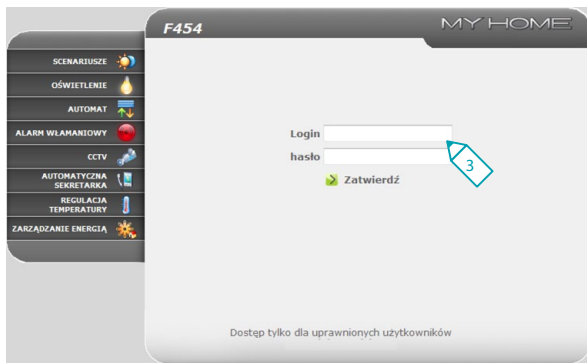 F454
MY HOME
SCENARIUSZE
OŚWIETLENIE
AUTOMAT
ALARM WŁAMANIOWY
CCTV
AUTOMATYCZNA
SEKRETARKA
REGULACJA
TEMPERATURY
ZARZĄDZANIE ENERGIĄ
Login
hasło
3
Zatwierdź
Dostęp tylko dla uprawnionych użytkowników